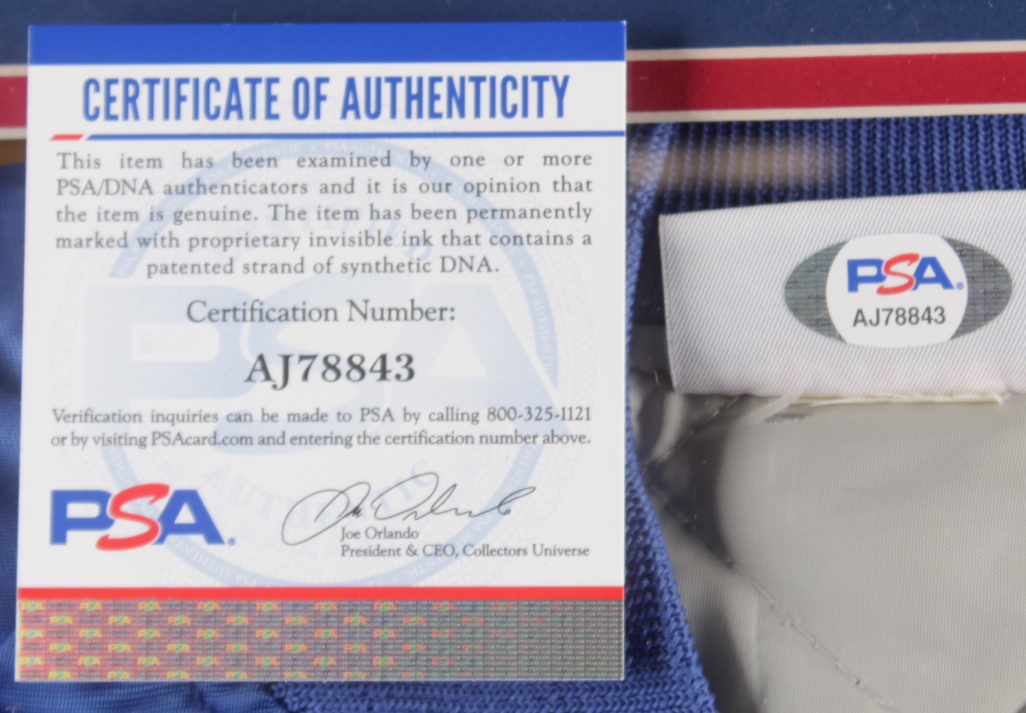 CERTIFICATE OF AUTHENTICITY
This item has been examined by one or more
PSA/DNA authenticators and it is our opinion that
the item is genuine. The item has been permanently
marked with proprietary invisible ink that contains a
patented strand of synthetic DNA.
Certification Number:
AJ78843
Verification inquiries can be made to PSA by calling 800-325-1121
or by visiting PSAcard.com and entering the certification number above.
PSA.
Joe Orlando
President & CEO, Collectors Universe
PSA.
AJ78843